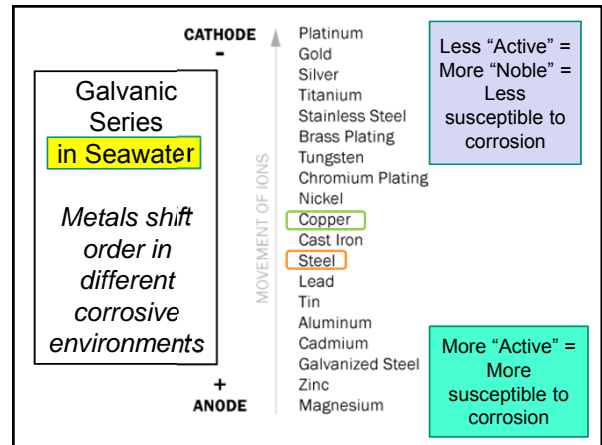 CATHODE
-
Galvanic
Series
in Seawater
Metals shift
order in
different
corrosive
environments
+
ANODE
MOVEMENT OF IONS
Platinum
Gold
Silver
Titanium
Stainless Steel
Brass Plating
Tungsten
Chromium Plating
Nickel
Copper
Cast Iron
Steel
Lead
Tin
Aluminum
Cadmium
Galvanized Steel
Zinc
Magnesium
Less “Active” =
More “Noble” =
Less
susceptible to
corrosion
More “Active” =
More
susceptible to
corrosion